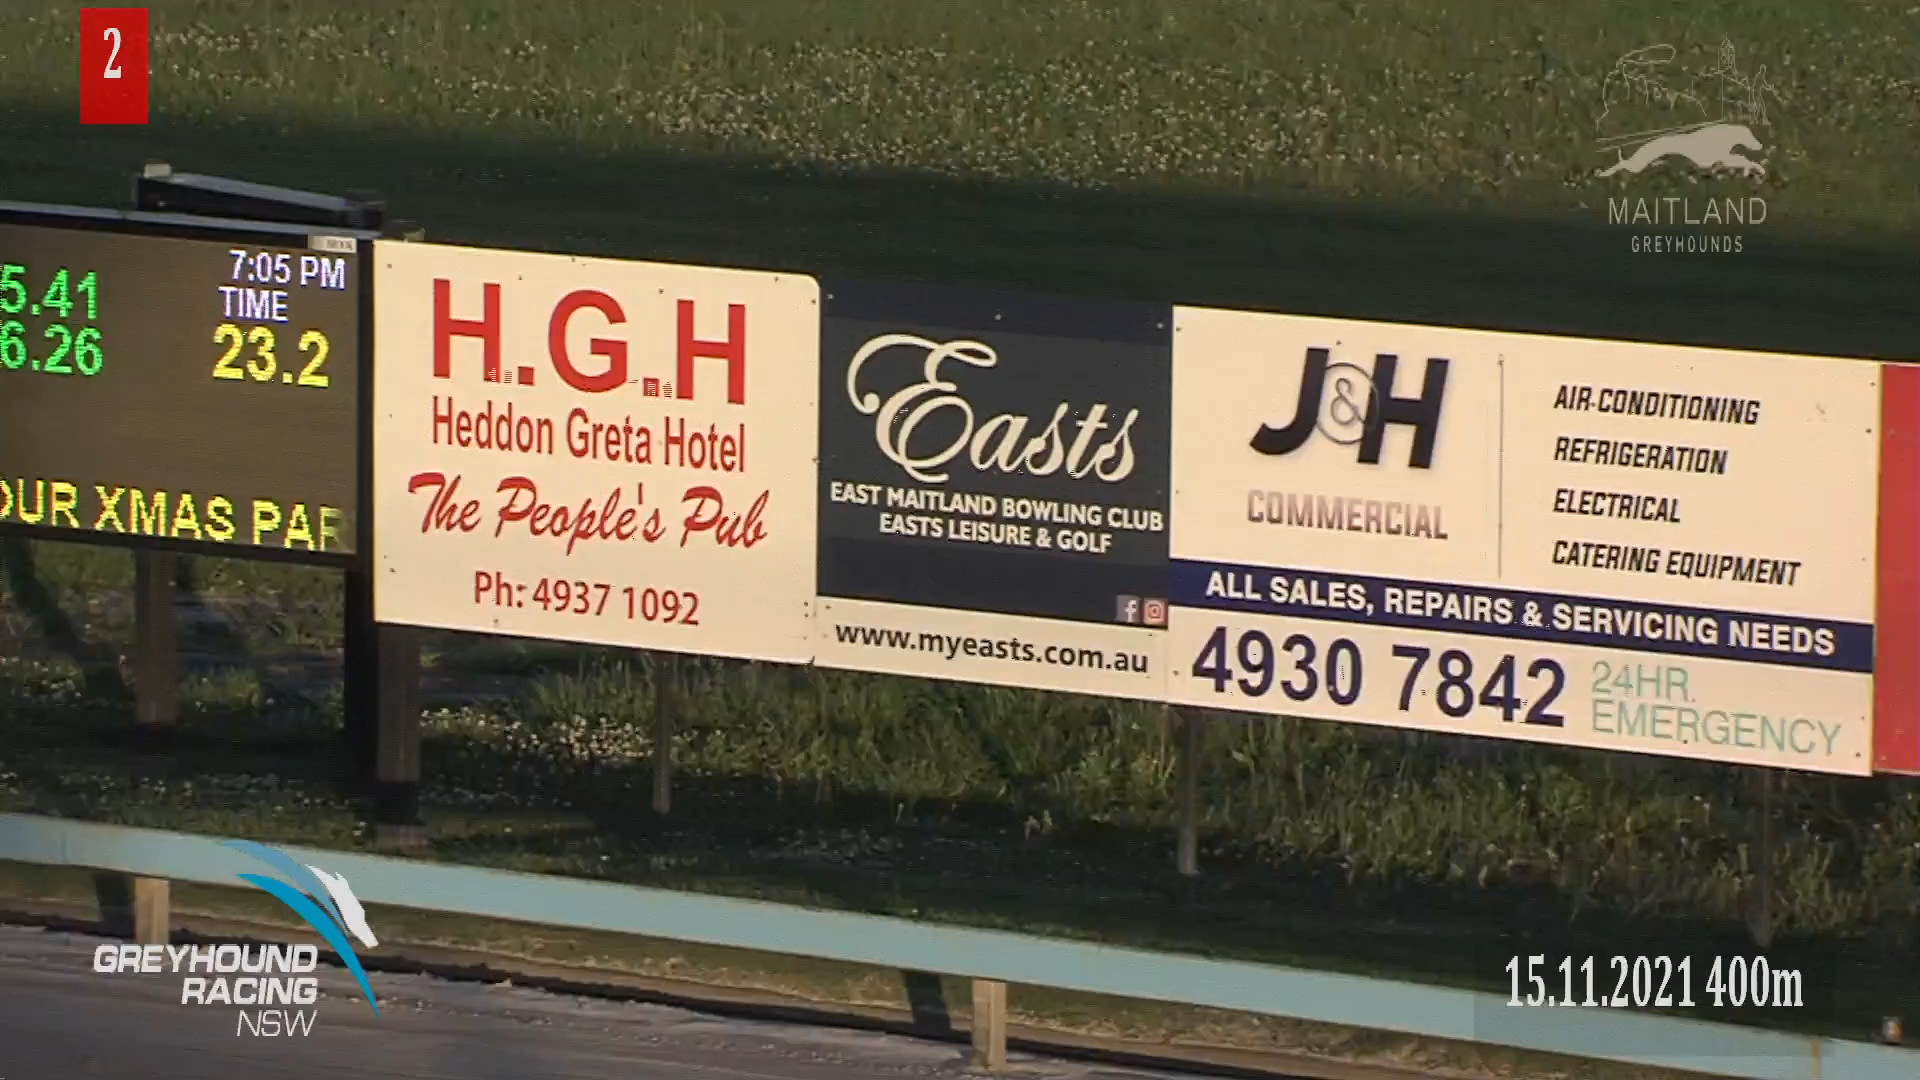 2
MAITLAND
GREYHOUNDS
7:05 PM
TIME
5.41
6.26
23.2
OUR XMAS PAR
H.G.H
Heddon Greta Hotel
The People's Pub
Ph: 4937 1092
Easts
EAST MAITLAND BOWLING CLUB
EASTS LEISURE & GOLF
www.myeasts.com.au
J&H
COMMERCIAL
AIR-CONDITIONING
REFRIGERATION
ELECTRICAL
CATERING EQUIPMENT
ALL SALES, REPAIRS & SERVICING NEEDS
4930 7842
24HR
EMERGENCY
GREYHOUND
RACING
NSW
15.11.2021 400m